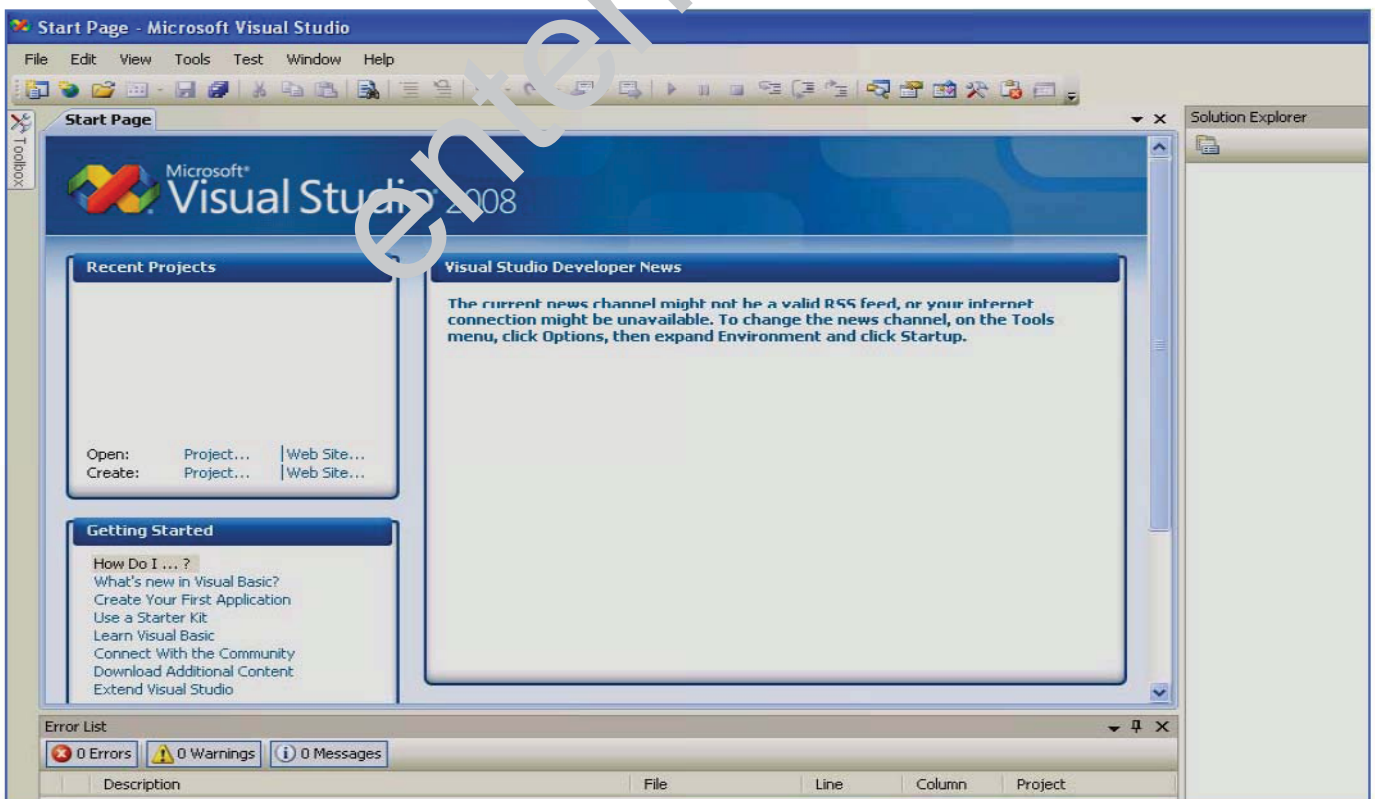 Start Page - Microsoft Visual Studio
File Edit View Tools Test Window Help
Toolbox
Start Page
Solution Explorer
Microsoft®
Visual Studio® 2008
Recent Projects
Open: Project... | Web Site...
Create: Project... | Web Site...
Getting Started
How Do I ... ?
What's new in Visual Basic?
Create Your First Application
Use a Starter Kit
Learn Visual Basic
Connect With the Community
Download Additional Content
Extend Visual Studio
Visual Studio Developer News
The current news channel might not be a valid RSS feed, or your internet
connection might be unavailable. To change the news channel, on the Tools
menu, click Options, then expand Environment and click Startup.
Error List
0 Errors 0 Warnings 0 Messages
Description File Line Column Project